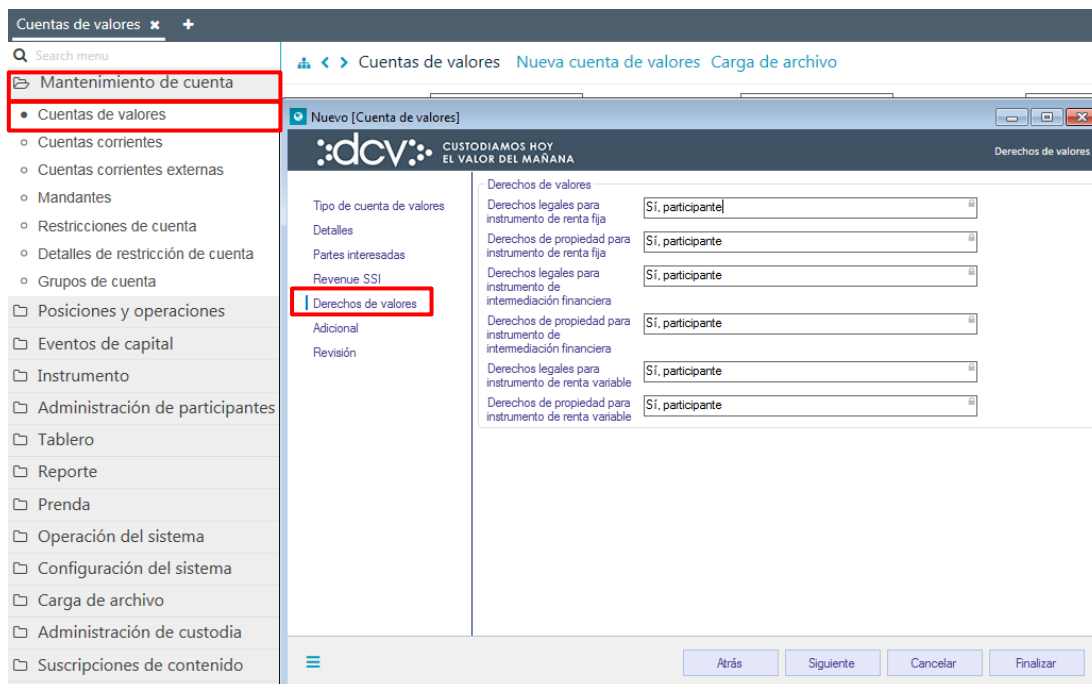 Cuentas de valores ✖ +
Search menu
Mantenimiento de cuenta
Cuentas de valores
Cuentas corrientes
Cuentas corrientes externas
Mandantes
Restricciones de cuenta
Detalles de restricción de cuenta
Grupos de cuenta
Posiciones y operaciones
Eventos de capital
Instrumento
Administración de participantes
Tablero
Reporte
Prenda
Operación del sistema
Configuración del sistema
Carga de archivo
Administración de custodia
Suscripciones de contenido
Cuentas de valores Nueva cuenta de valores Carga de archivo
Nuevo [Cuenta de valores]
dcv
CUSTODIAMOS HOY
EL VALOR DEL MAÑANA
Derechos de valores
Tipo de cuenta de valores
Detalles
Partes interesadas
Revenue SSI
Derechos de valores
Adicional
Revisión
Derechos de valores
Derechos legales para
instrumento de renta fija
Sí, participante
Derechos de propiedad para
instrumento de renta fija
Sí, participante
Derechos legales para
instrumento de
intermediación financiera
Sí, participante
Derechos de propiedad para
instrumento de
intermediación financiera
Sí, participante
Derechos legales para
instrumento de renta variable
Sí, participante
Derechos de propiedad para
instrumento de renta variable
Sí, participante
Atrás Siguiente Cancelar Finalizar